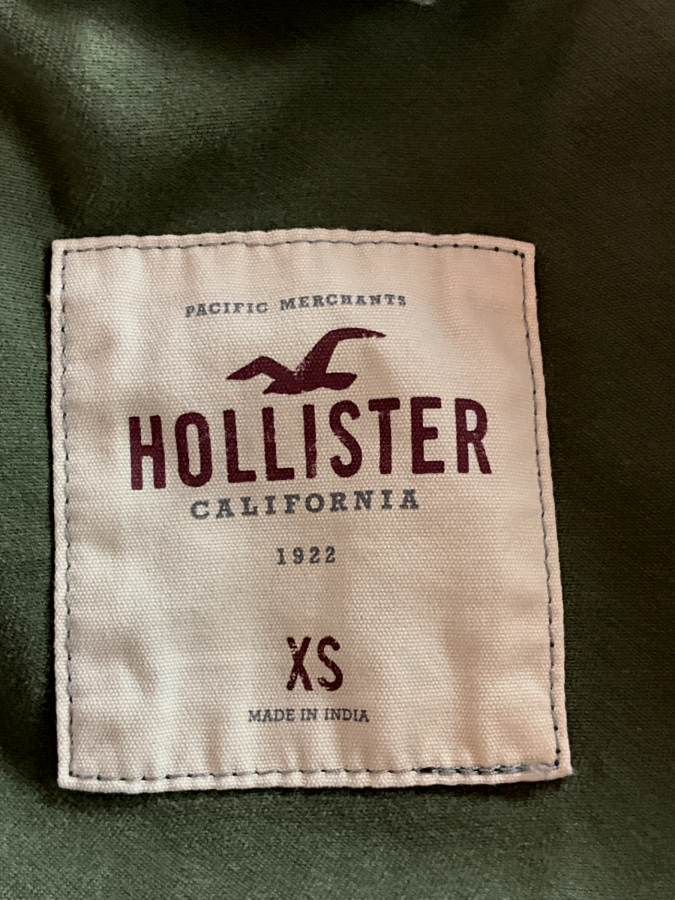 PACIFIC MERCHANTS
HOLLISTER
CALIFORNIA
1922
XS
MADE IN INDIA